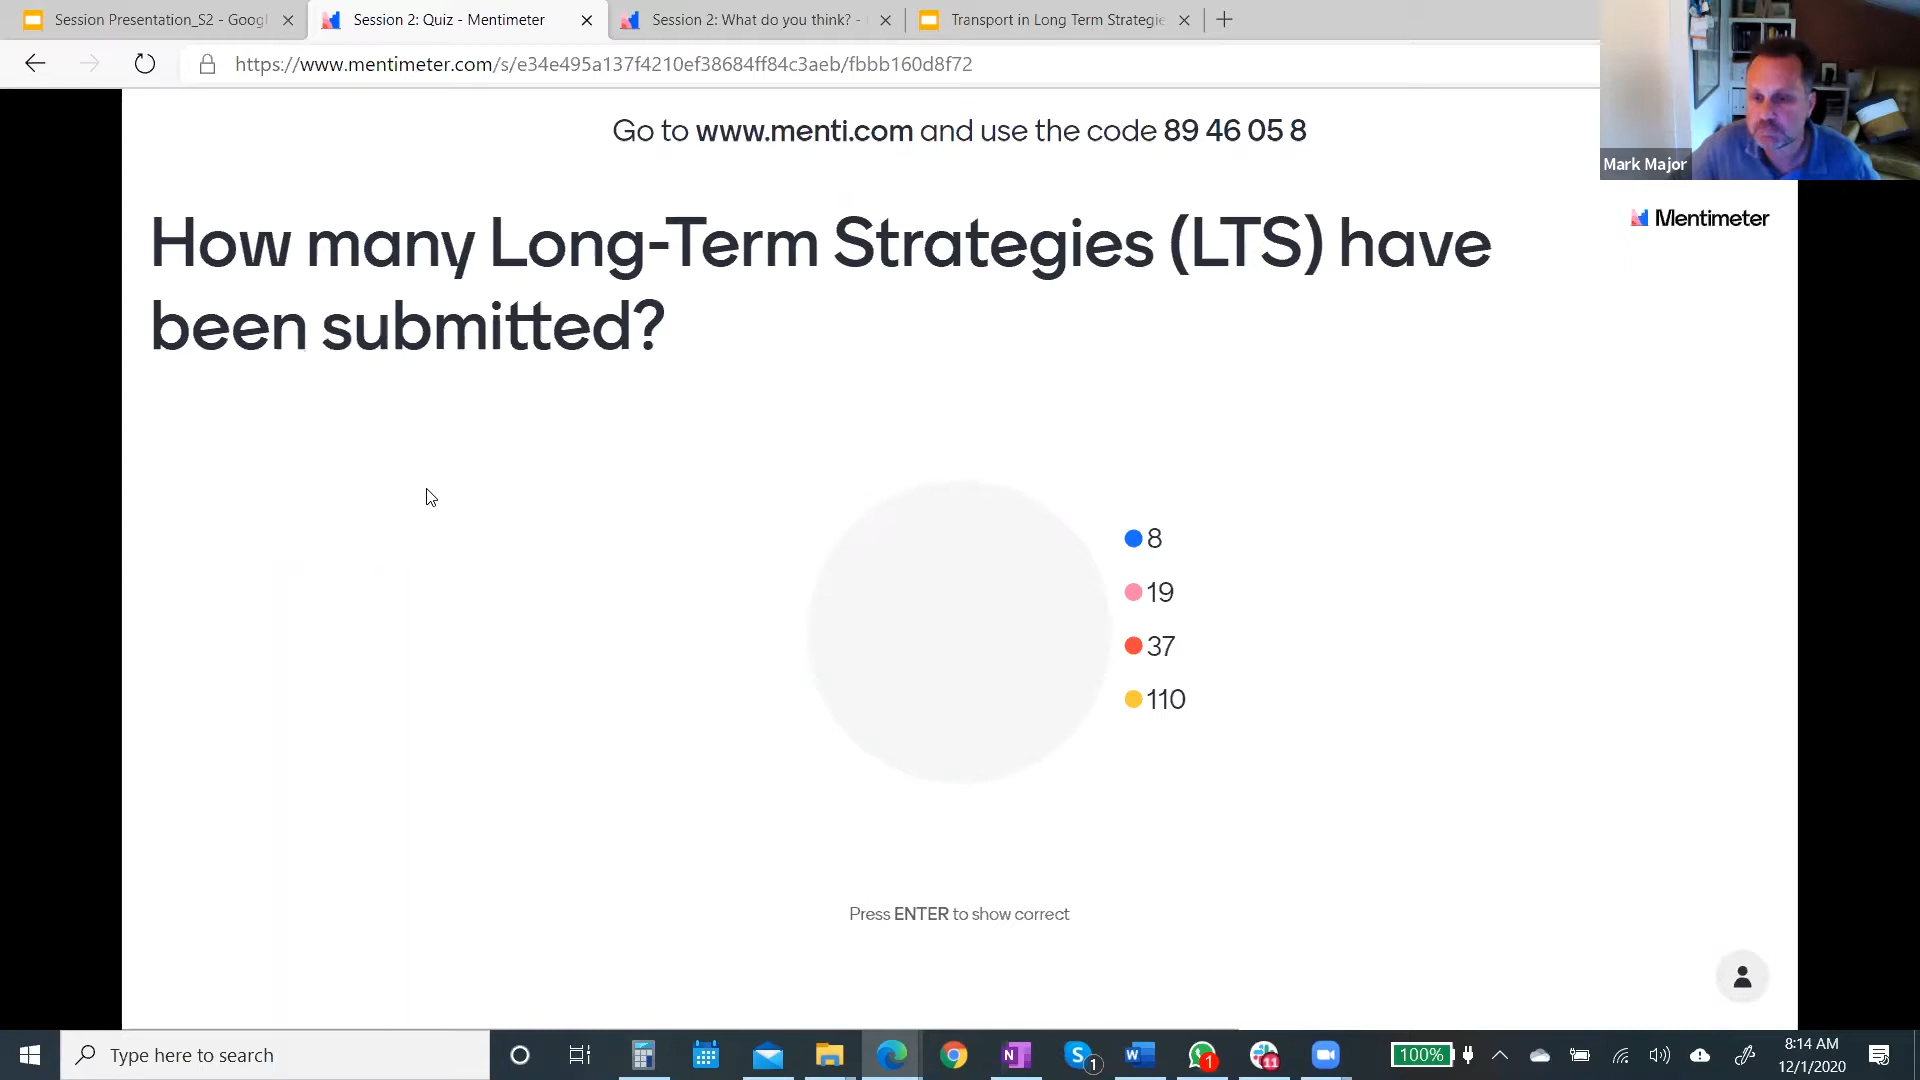 Session Presentation_S2 - Googl
Session 2: Quiz - Mentimeter
Session 2: What do you think? -
Transport in Long Term Strategie
https://www.mentimeter.com/s/e34e495a137f4210ef38684ff84c3aeb/fbbb160d8f72
Go to www.menti.com and use the code 89 46 05 8
Mark Major
Mentimeter
How many Long-Term Strategies (LTS) have
been submitted?
8
19
37
110
Press ENTER to show correct
Type here to search
N
S
1
W
1
11
100%
8:14 AM
12/1/2020